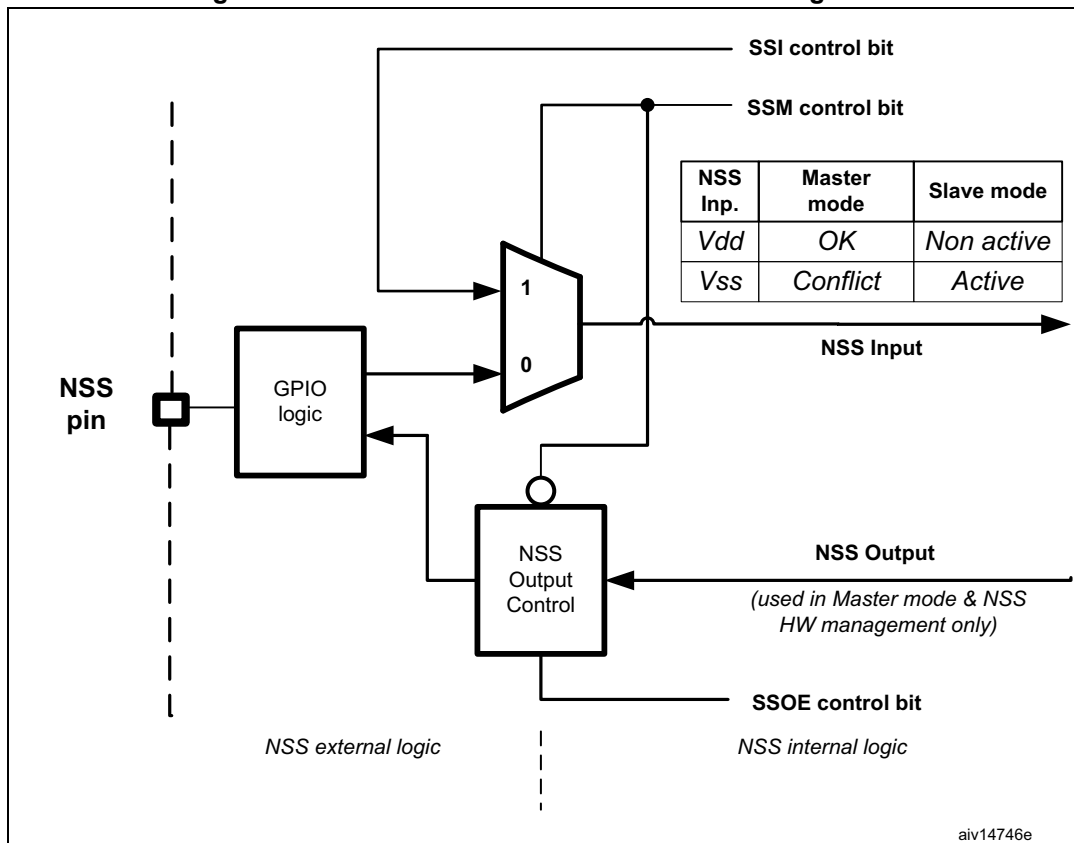 SSI control bit
SSM control bit
NSS Inp.
Master mode
Slave mode
Vdd
OK
Non active
Vss
Conflict
Active
1
0
NSS Input
NSS
pin
GPIO
logic
NSS
Output
Control
NSS Output
(used in Master mode & NSS
HW management only)
SSOE control bit
NSS external logic
NSS internal logic
aiv14746e